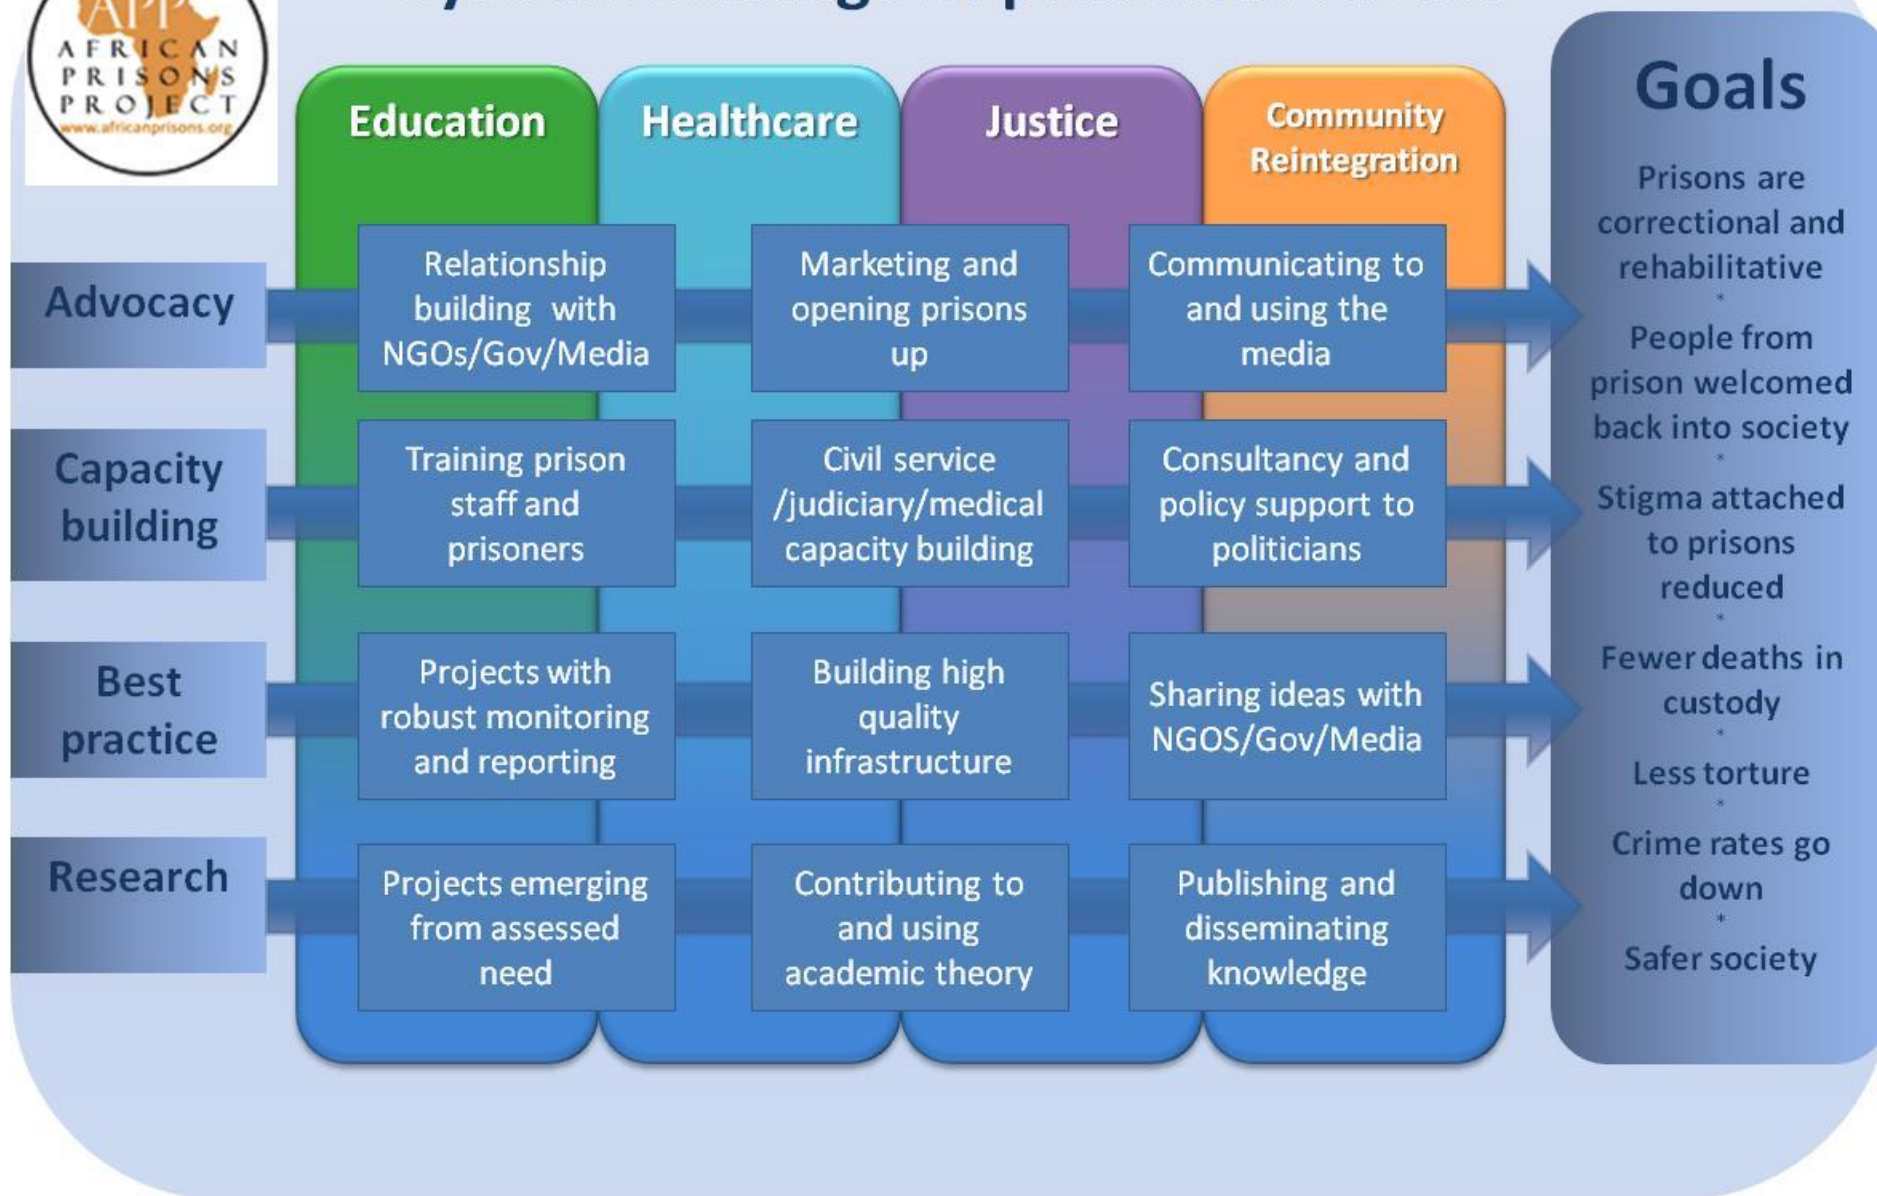 APP
AFRICAN
PRISONS
PROJECT
www.africanprisons.org
Education
Healthcare
Justice
Community
Reintegration
Goals
Prisons are
correctional and
rehabilitative
*
People from
prison welcomed
back into society
*
Stigma attached
to prisons
reduced
*
Fewer deaths in
custody
*
Less torture
*
Crime rates go
down
*
Safer society
Advocacy
Relationship
building with
NGOs/Gov/Media
Marketing and
opening prisons
up
Communicating to
and using the
media
Capacity
building
Training prison
staff and
prisoners
Civil service
/judiciary/medical
capacity building
Consultancy and
policy support to
politicians
Best
practice
Projects with
robust monitoring
and reporting
Building high
quality
infrastructure
Sharing ideas with
NGOS/Gov/Media
Research
Projects emerging
from assessed
need
Contributing to
and using
academic theory
Publishing and
disseminating
knowledge